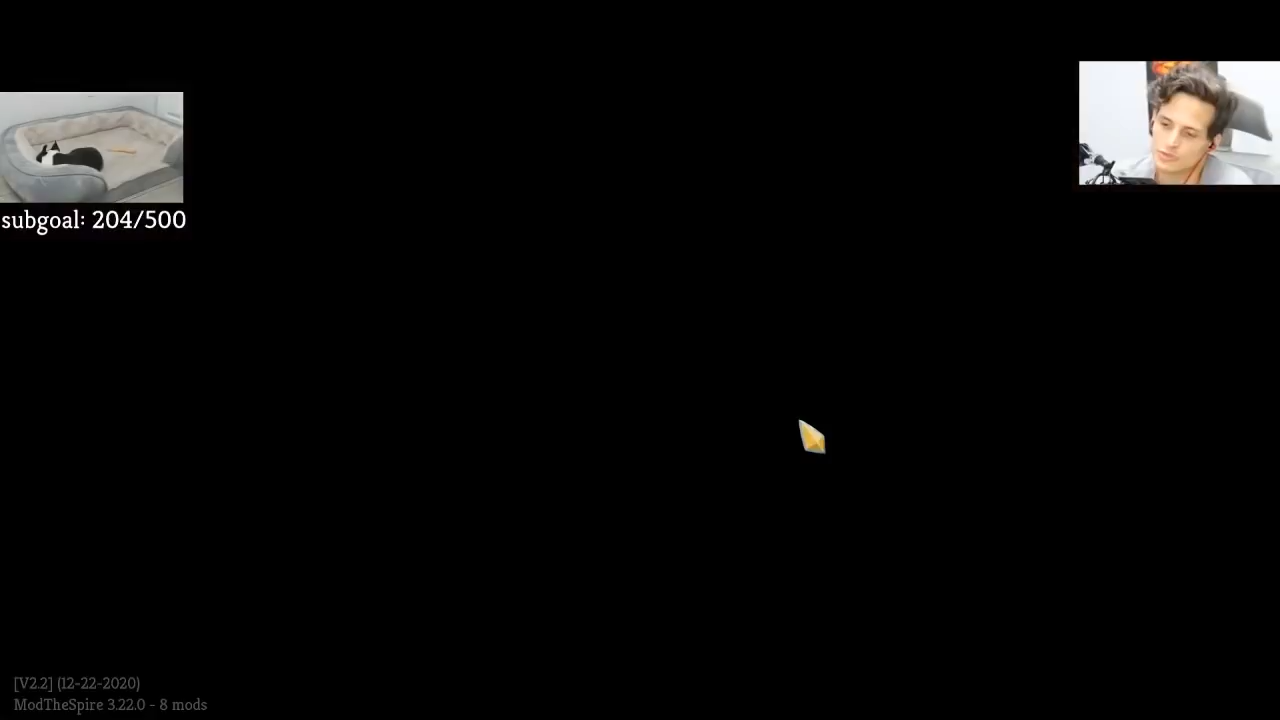 subgoal: 204/500
[V2.2] (12-22-2020)
ModTheSpire 3.22.0 - 8 mods